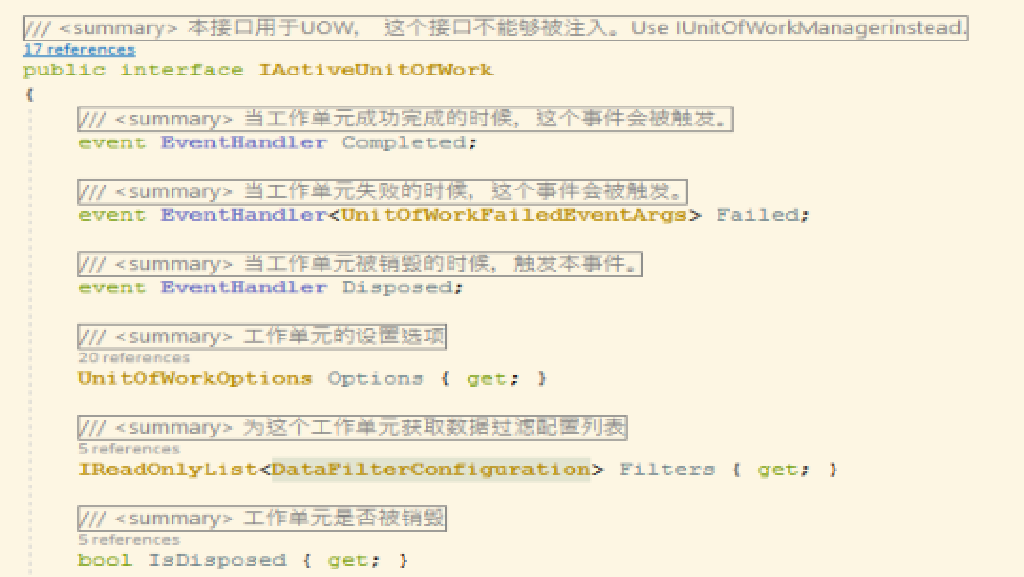 /// <summary> 本接口用于UOW， 这个接口不能够被注入。Use IUnitOfWorkManagerinstead.
17 references
public interface IActiveUnitOfWork
{
/// <summary> 当工作单元成功完成的时候，这个事件会被触发。
event EventHandler Completed;
/// <summary> 当工作单元失败的时候，这个事件会被触发。
event EventHandler<UnitOfWorkFailedEventArgs> Failed;
/// <summary> 当工作单元被销毁的时候，触发本事件。
event EventHandler Disposed;
/// <summary> 工作单元的设置选项
20 references
UnitOfWorkOptions Options { get; }
/// <summary> 为这个工作单元获取数据过滤配置列表
5 references
IReadOnlyList<DataFilterConfiguration> Filters { get; }
/// <summary> 工作单元是否被销毁
5 references
bool IsDisposed { get; }